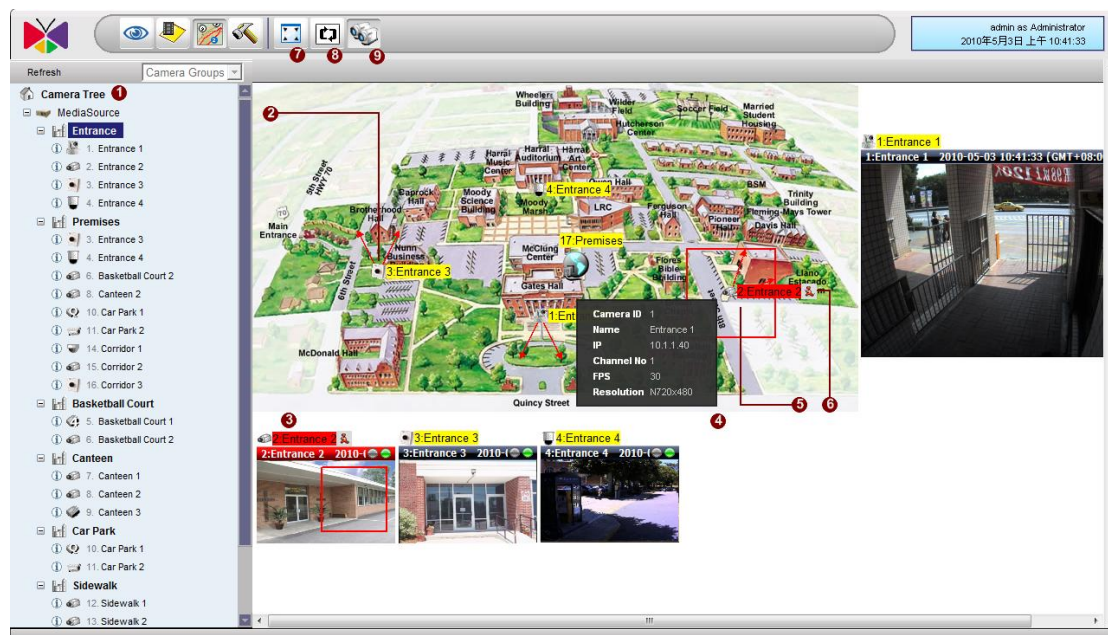 admin as Administrator
2010年5月3日 上午 10:41:33
7
8
9
Refresh
Camera Groups
Camera Tree
1
MediaSource
Entrance
1. Entrance 1
2. Entrance 2
3. Entrance 3
4. Entrance 4
Premises
3. Entrance 3
4. Entrance 4
6. Basketball Court 2
8. Canteen 2
10. Car Park 1
11. Car Park 2
14. Corridor 1
15. Corridor 2
16. Corridor 3
Basketball Court
5. Basketball Court 1
6. Basketball Court 2
Canteen
7. Canteen 1
8. Canteen 2
9. Canteen 3
Car Park
10. Car Park 1
11. Car Park 2
Sidewalk
12. Sidewalk 1
13. Sidewalk 2
2
Wheeler
Building
Wilder
Field
Soccer Field
Married
Student
Housing
Hutcherson
Center
Harral
Music
Center
Harral
Auditorium
Harral
Art
Center
5th Street
HWY 70
70
Main
Entrance
Caprock
Hall
Brotherhood
Hall
Moody
Science
Building
Moody
Marsh
4:Entrance 4
Owen Hall
LRC
Ferguson
Hall
BSM
Pioneer
Hall
Trinity
Building
Fleming-Mays Tower
Davis Hall
Nunn
Business
17:Premises
McClung
Center
3:Entrance 3
Gates Hall
Flores
Bible
Building
Llano
Estacado
2:Entrance 2
6th Street
8th Street
1:Ent
McDonald Hall
Quincy Street
Camera ID 1
Name Entrance 1
IP 10.1.1.40
Channel No 1
FPS 30
Resolution N720x480
4
5
6
1:Entrance 1
1:Entrance 1 2010-05-03 10:41:33 (GMT+08:0
3
2:Entrance 2
2:Entrance 2 2010-(
3:Entrance 3
3:Entrance 3 2010-(
4:Entrance 4
4:Entrance 4 2010-(